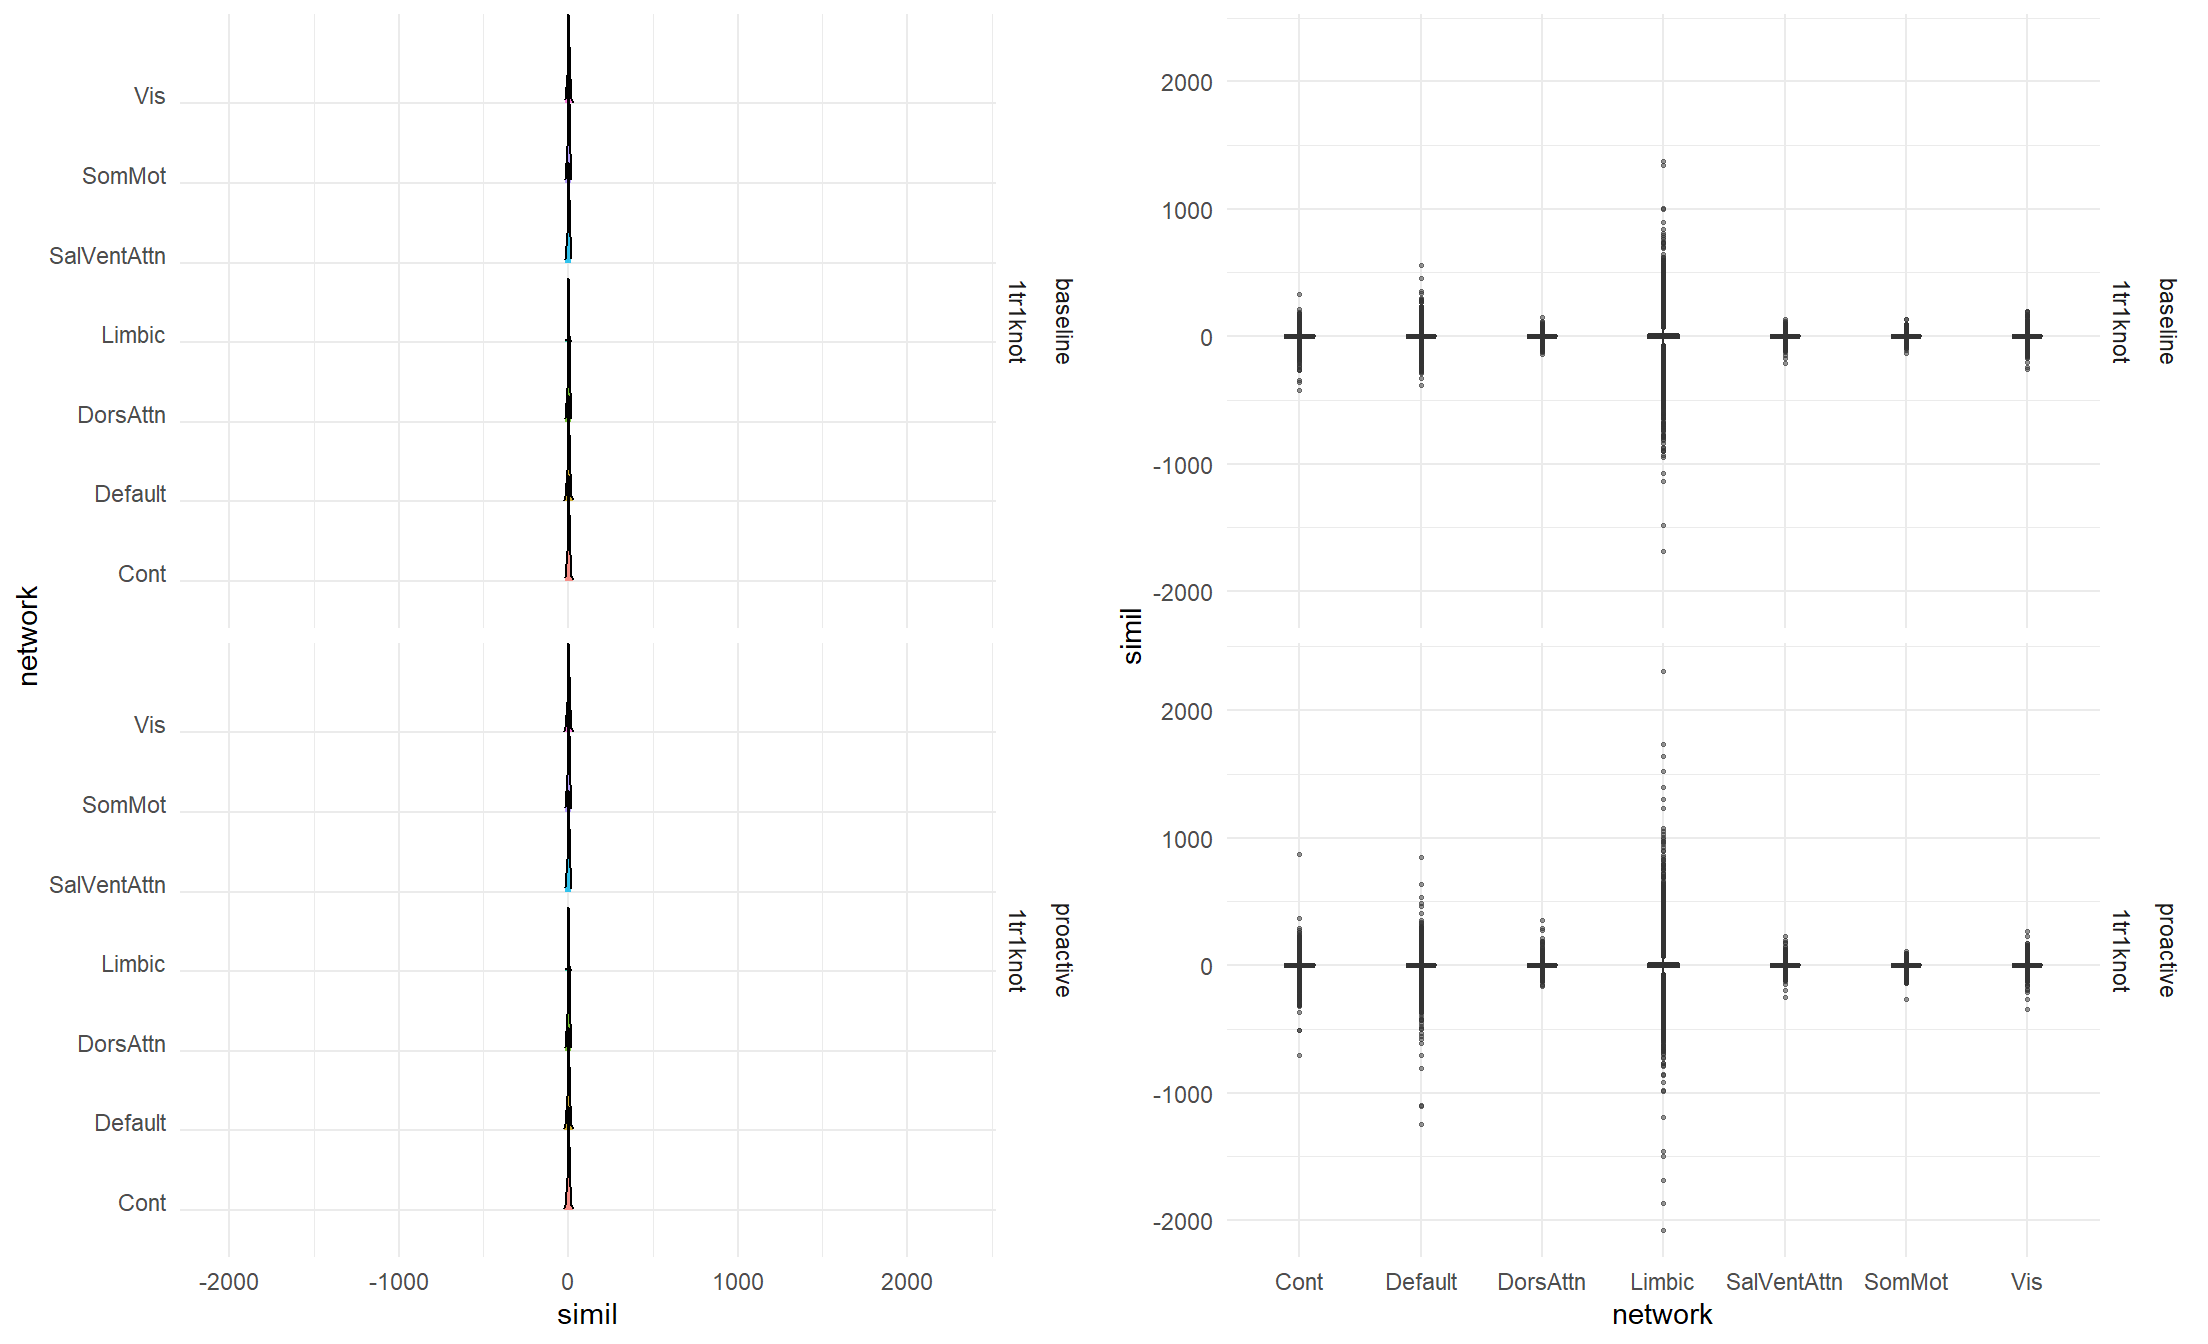 network
Vis
SomMot
SalVentAttn
Limbic
DorsAttn
Default
Cont
baseline
1tr1knot
Vis
SomMot
SalVentAttn
Limbic
DorsAttn
Default
Cont
proactive
1tr1knot
-2000 -1000 0 1000 2000
simil
simil
2000
1000
0
-1000
-2000
baseline
1tr1knot
2000
1000
0
-1000
-2000
proactive
1tr1knot
Cont Default DorsAttn Limbic SalVentAttn SomMot Vis
network